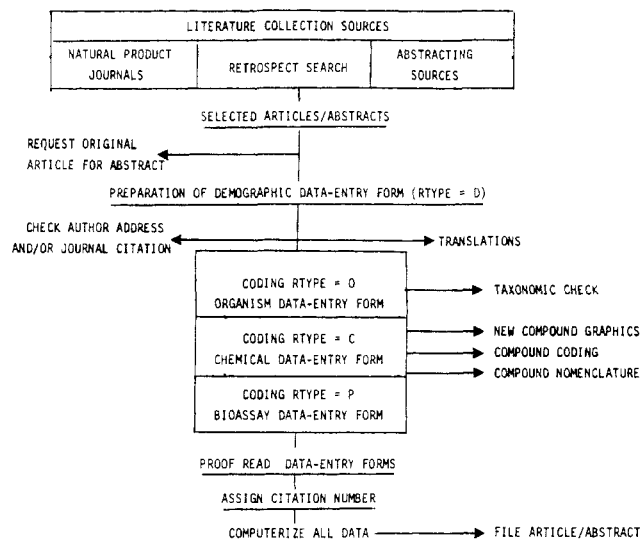 LITERATURE COLLECTION SOURCES
NATURAL PRODUCT
JOURNALS
RETROSPECT SEARCH
ABSTRACTING
SOURCES
SELECTED ARTICLES/ABSTRACTS
REQUEST ORIGINAL
ARTICLE FOR ABSTRACT
PREPARATION OF DEMOGRAPHIC DATA-ENTRY FORM (RTYPE = D)
CHECK AUTHOR ADDRESS
AND/OR JOURNAL CITATION
TRANSLATIONS
CODING RTYPE = O
ORGANISM DATA-ENTRY FORM
TAXONOMIC CHECK
CODING RTYPE = C
CHEMICAL DATA-ENTRY FORM
NEW COMPOUND GRAPHICS
COMPOUND CODING
COMPOUND NOMENCLATURE
CODING RTYPE = P
BIOASSAY DATA-ENTRY FORM
PROOF READ DATA-ENTRY FORMS
ASSIGN CITATION NUMBER
COMPUTERIZE ALL DATA
FILE ARTICLE/ABSTRACT